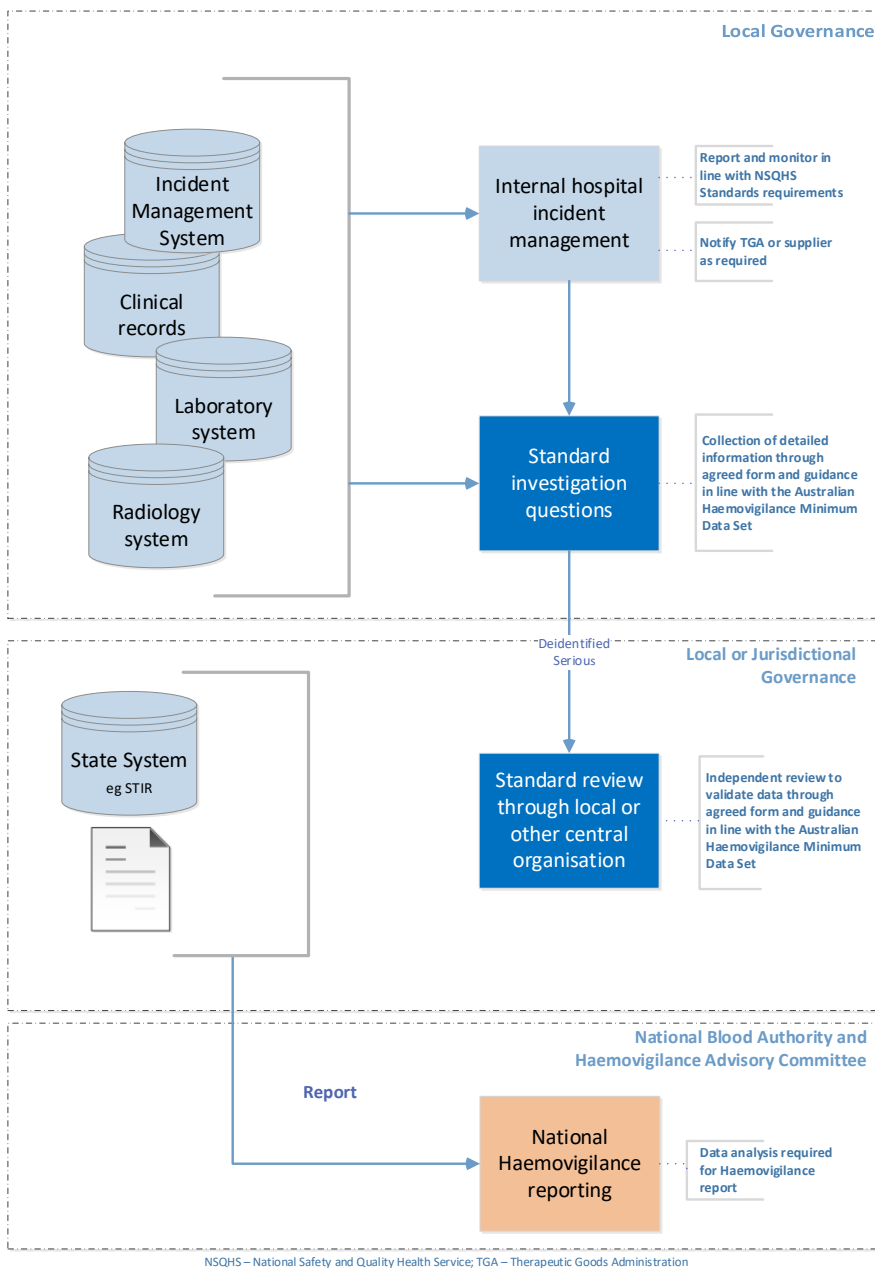 Local Governance
Incident
Management
System
Clinical
records
Laboratory
system
Radiology
system
Internal hospital
incident
management
Report and monitor in
line with NSQHS
Standards requirements
Notify TGA or supplier
as required
Standard
investigation
questions
Collection of detailed
information through
agreed form and guidance
in line with the Australian
Haemovigilance Minimum
Data Set
Deidentified
Serious
Local or Jurisdictional
Governance
State System
eg STIR
Standard review
through local or
other central
organisation
Independent review to
validate data through
agreed form and guidance
in line with the Australian
Haemovigilance Minimum
Data Set
National Blood Authority and
Haemovigilance Advisory Committee
Report
National
Haemovigilance
reporting
Data analysis required
for Haemovigilance
report
NSQHS – National Safety and Quality Health Service; TGA – Therapeutic Goods Administration